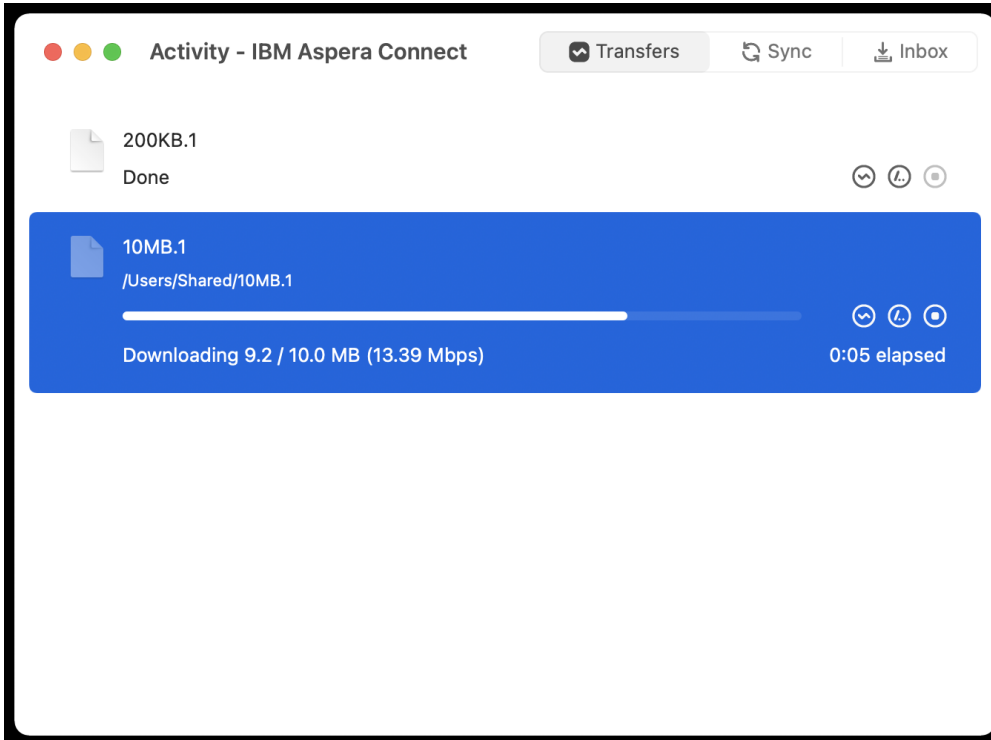 Activity - IBM Aspera Connect
Transfers
Sync
Inbox
200KB.1
Done
10MB.1
/Users/Shared/10MB.1
Downloading 9.2 / 10.0 MB (13.39 Mbps)
0:05 elapsed